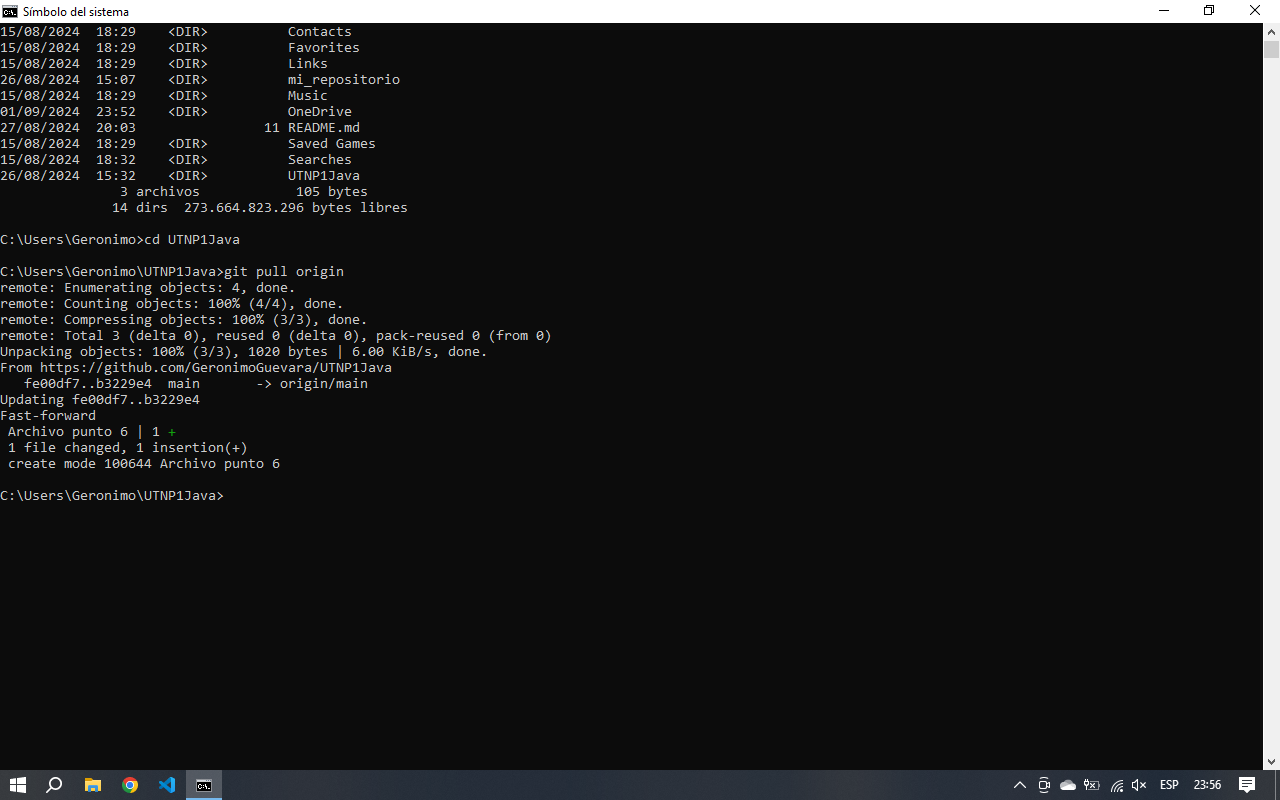 Símbolo del sistema
15/08/2024  18:29    <DIR>          Contacts
15/08/2024  18:29    <DIR>          Favorites
15/08/2024  18:29    <DIR>          Links
26/08/2024  15:07    <DIR>          mi_repositorio
15/08/2024  18:29    <DIR>          Music
01/09/2024  23:52    <DIR>          OneDrive
27/08/2024  20:03                11 README.md
15/08/2024  18:29    <DIR>          Saved Games
15/08/2024  18:32    <DIR>          Searches
26/08/2024  15:32    <DIR>          UTNP1Java
               3 archivos            105 bytes
              14 dirs  273.664.823.296 bytes libres
C:\Users\Geronimo>cd UTNP1Java
C:\Users\Geronimo\UTNP1Java>git pull origin
remote: Enumerating objects: 4, done.
remote: Counting objects: 100% (4/4), done.
remote: Compressing objects: 100% (3/3), done.
remote: Total 3 (delta 0), reused 0 (delta 0), pack-reused 0 (from 0)
Unpacking objects: 100% (3/3), 1020 bytes | 6.00 KiB/s, done.
From https://github.com/GeronimoGuevara/UTNP1Java
   fe00df7..b3229e4  main       -> origin/main
Updating fe00df7..b3229e4
Fast-forward
 Archivo punto 6 | 1 +
 1 file changed, 1 insertion(+)
 create mode 100644 Archivo punto 6
C:\Users\Geronimo\UTNP1Java>
ESP 23:56